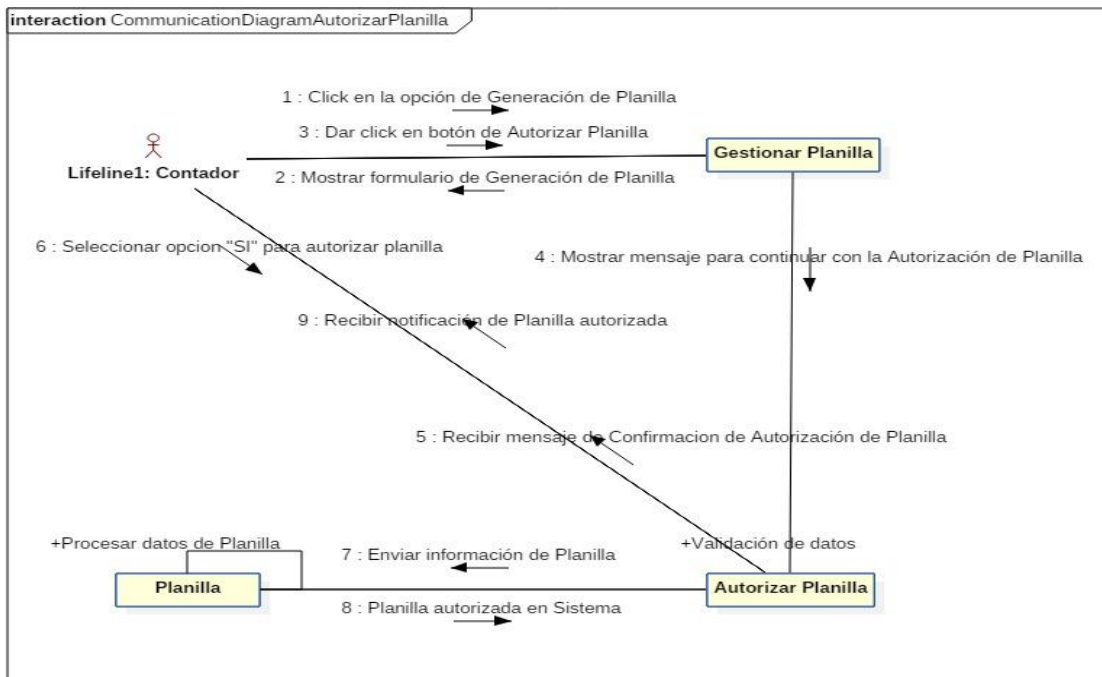 interaction CommunicationDiagramAutorizarPlanilla
1 : Click en la opción de Generación de Planilla
3 : Dar click en botón de Autorizar Planilla
Gestionar Planilla
Lifeline1: Contador
2 : Mostrar formulario de Generación de Planilla
6 : Seleccionar opcion "SI" para autorizar planilla
4 : Mostrar mensaje para continuar con la Autorización de Planilla
9 : Recibir notificación de Planilla autorizada
5 : Recibir mensaje de Confirmacion de Autorización de Planilla
+Procesar datos de Planilla
7 : Enviar información de Planilla
+Validación de datos
Planilla
Autorizar Planilla
8 : Planilla autorizada en Sistema